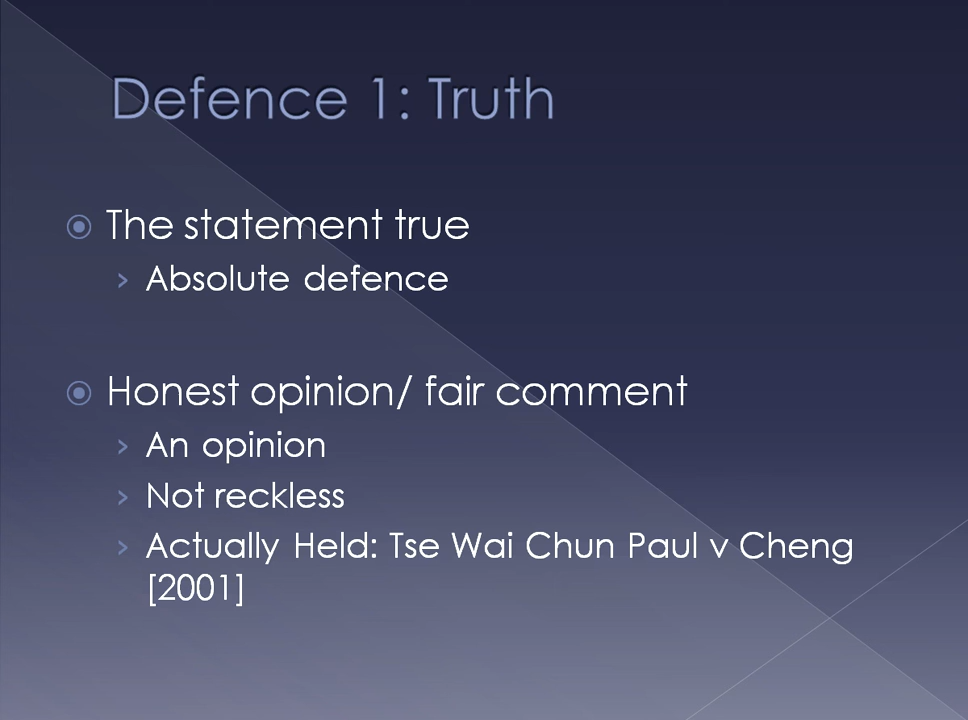 Defence 1: Truth
The statement true
Absolute defence
Honest opinion/ fair comment
An opinion
Not reckless
Actually Held: Tse Wai Chun Paul v Cheng
[2001]